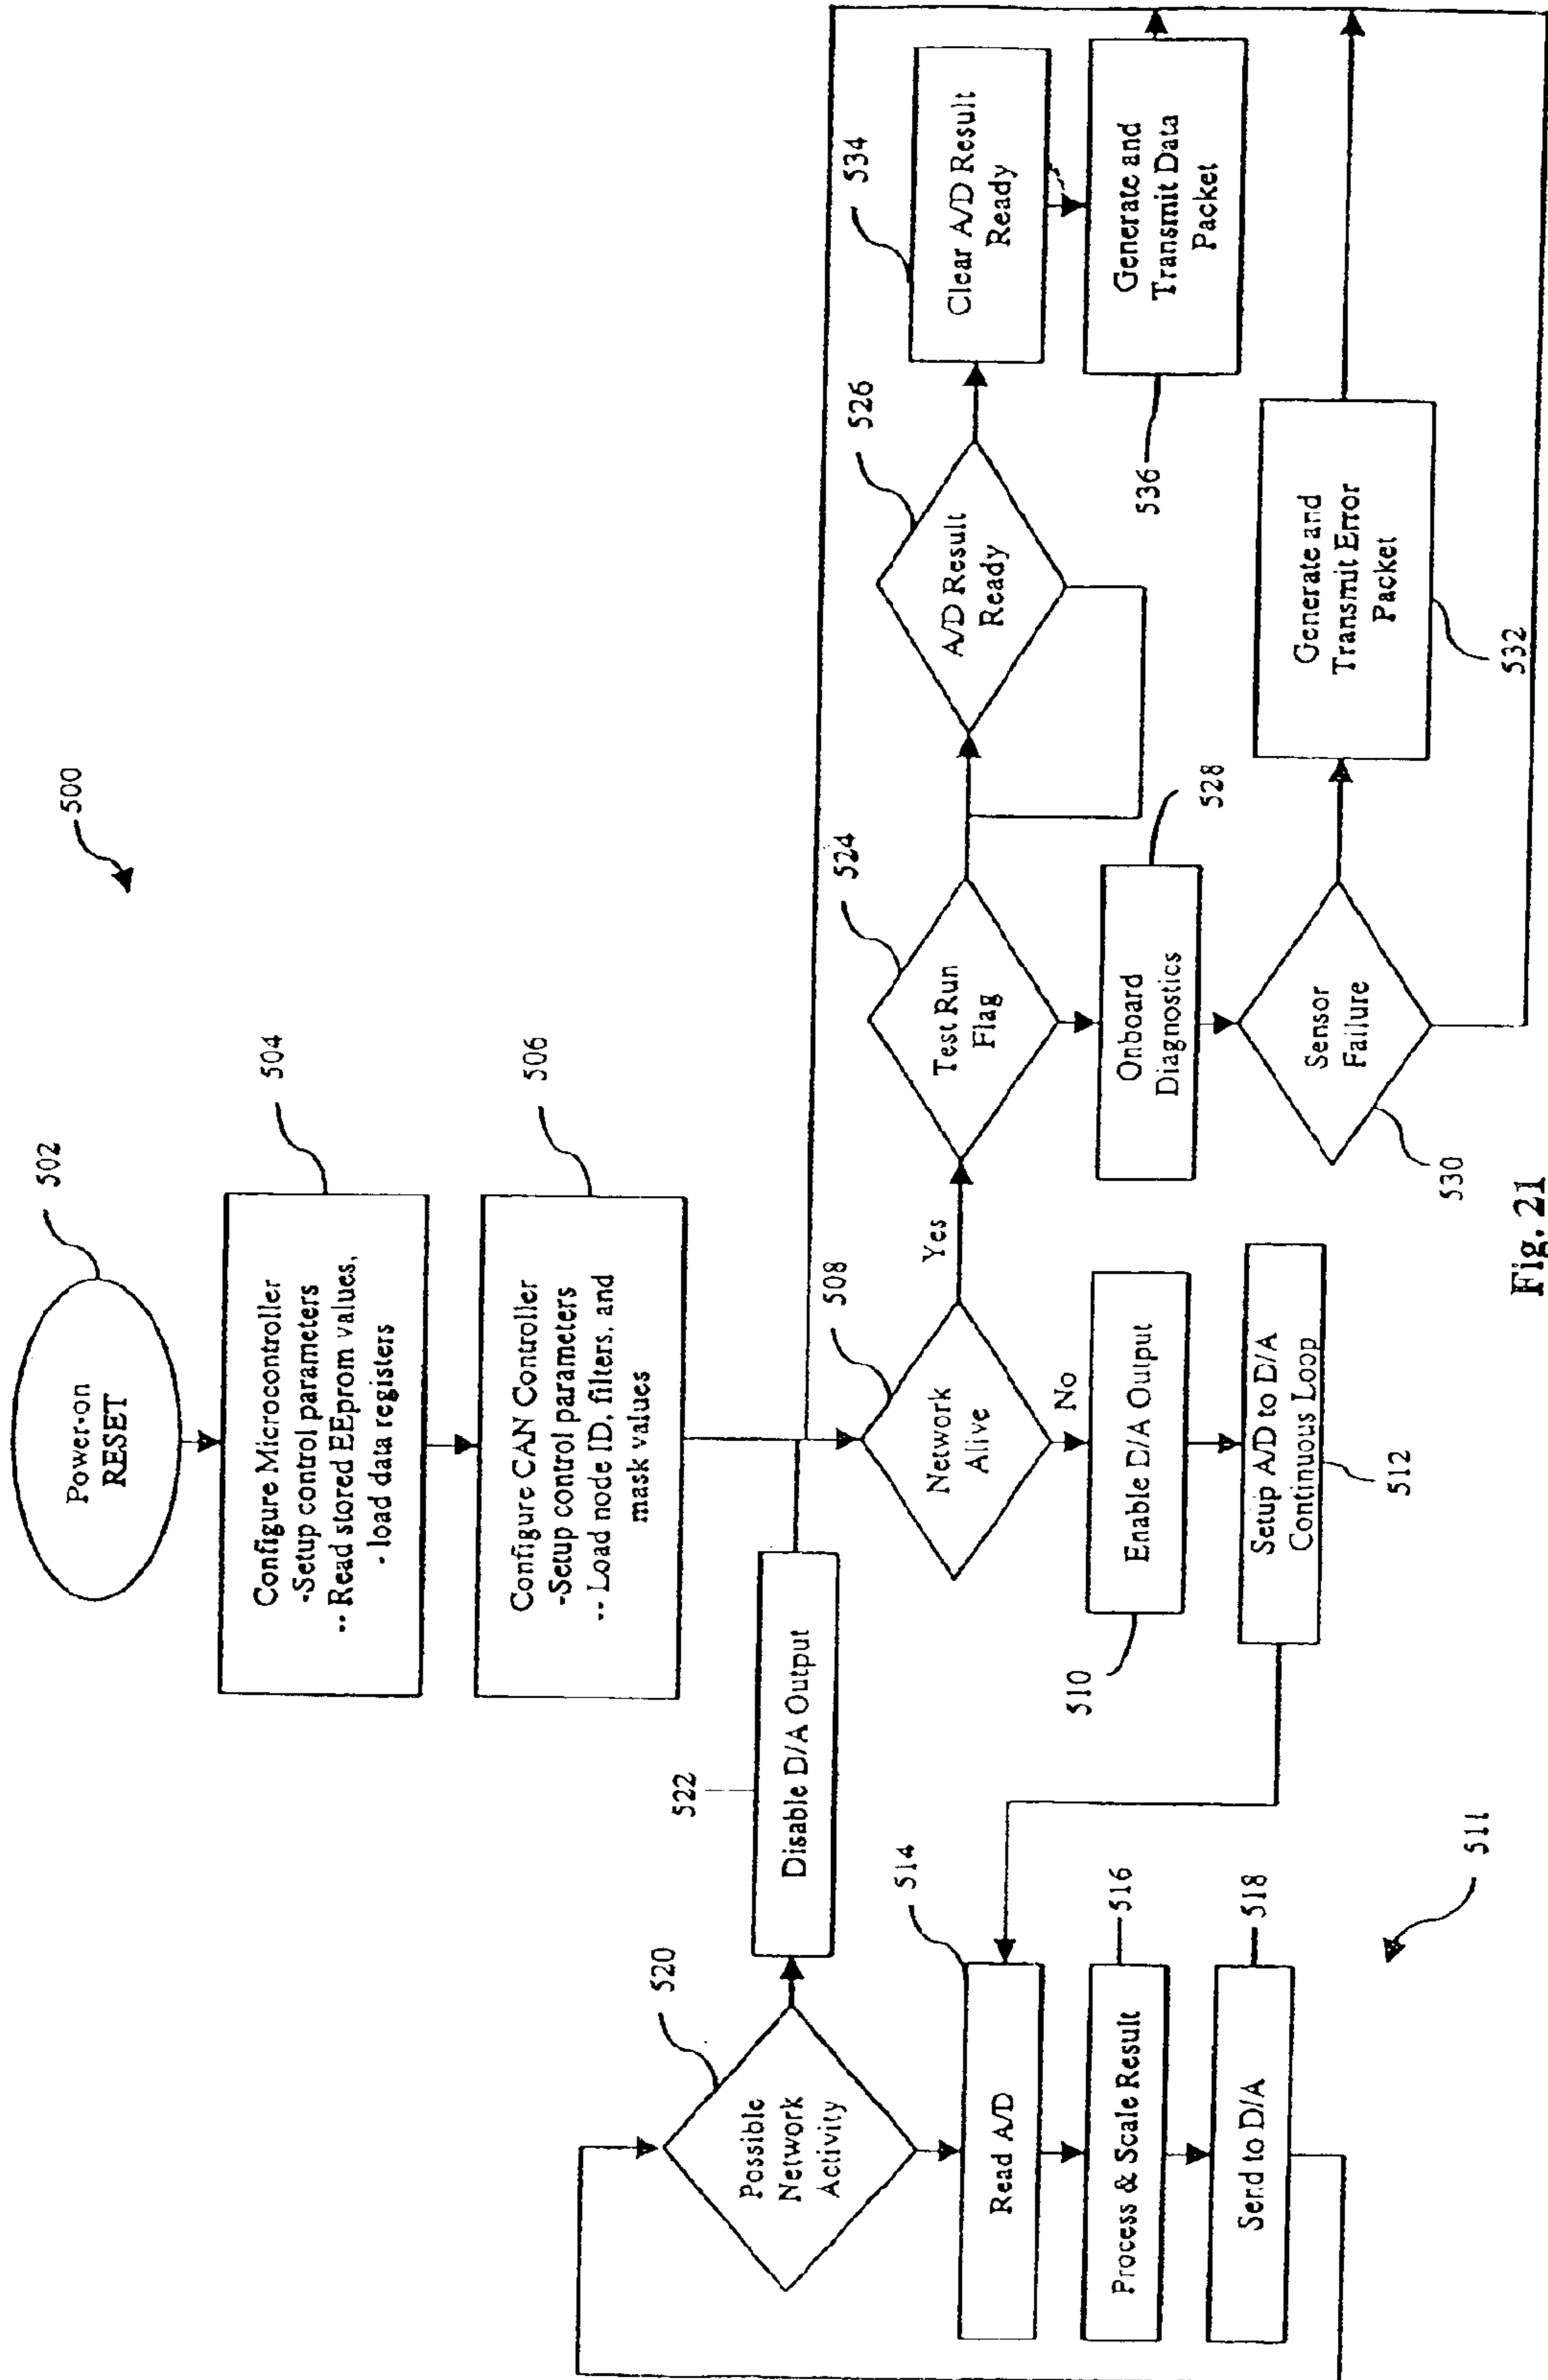 500
Power-on
RESET
502
Configure Microcontroller
-Setup control parameters
-- Read stored EEprom values,
- load data registers
504
Configure CAN Controller
-Setup control parameters
-- Load node ID, filters, and
mask values
506
522
Disable D/A Output
520
Possible
Network
Activity
508
Network
Alive
Yes
No
524
Test Run
Flag
526
A/D Result
Ready
534
Clear A/D Result
Ready
514
Read A/D
510
Enable D/A Output
Onboard
Diagnostics
528
536
Generate and
Transmit Data
Packet
Process & Scale Result
516
Setup A/D to D/A
Continuous Loop
512
Send to D/A
518
Sensor
Failure
530
Generate and
Transmit Error
Packet
532
511
Fig. 21